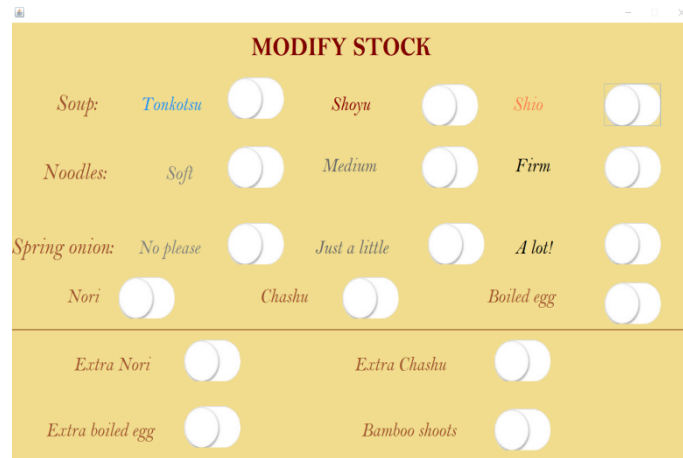 MODIFY STOCK
Soup: Tonkotsu Shoyu Shio
Noodles: Soft Medium Firm
Spring onion: No please Just a little A lot!
Nori Chashu Boiled egg
Extra Nori Extra Chashu
Extra boiled egg Bamboo shoots